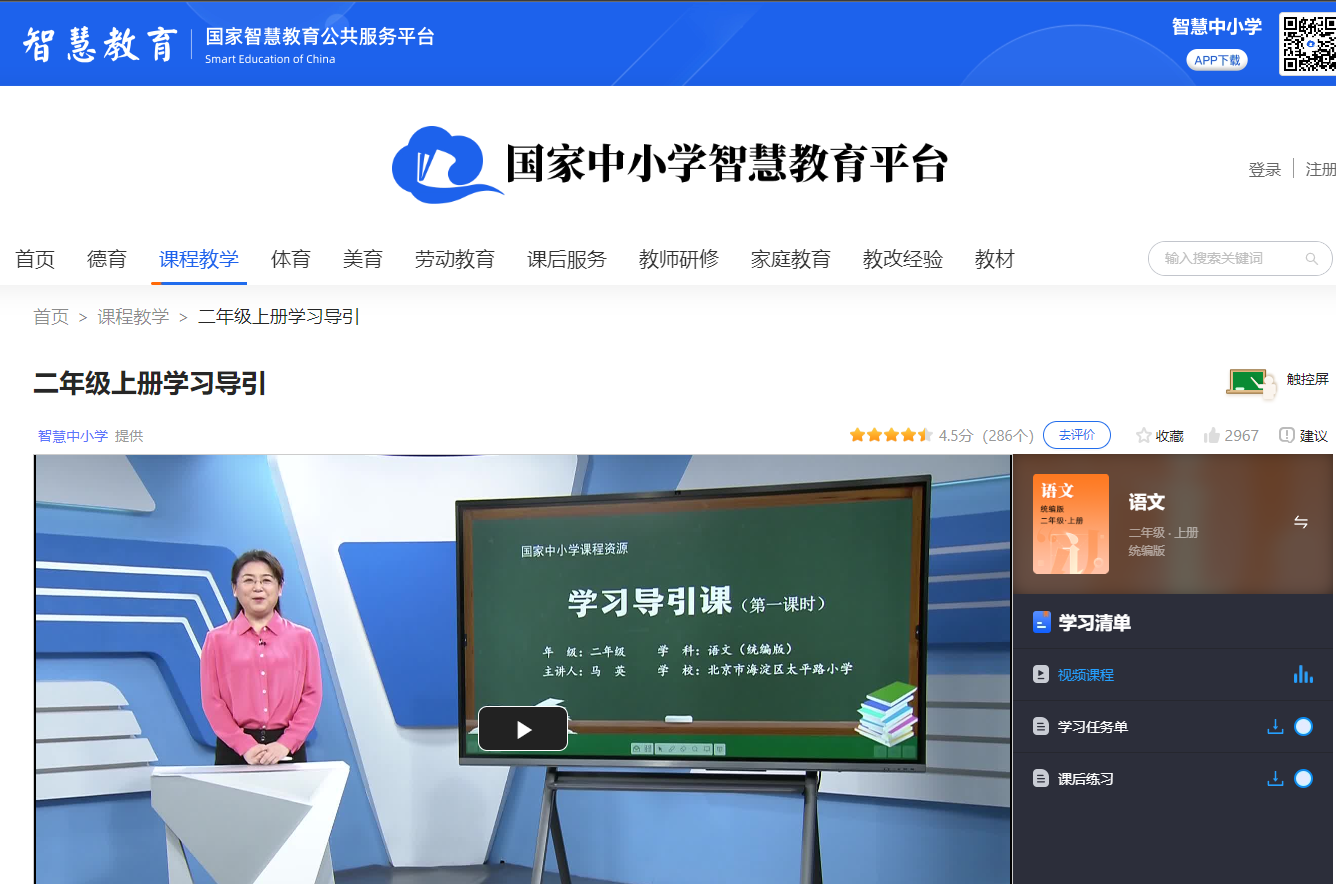 智慧教育
国家智慧教育公共服务平台
Smart Education of China
智慧中小学
APP下载
国家中小学智慧教育平台
登录 注册
首页 德育 课程教学 体育 美育 劳动教育 课后服务 教师研修 家庭教育 教改经验 教材
输入搜索关键词
首页 > 课程教学 > 二年级上册学习导引
二年级上册学习导引
触控屏
智慧中小学 提供
4.5分 (286个) 去评价 收藏 2967 建议
国家中小学课程资源
学习导引课（第一课时）
年 级：二年级 学 科：语文（统编版）
主讲人：马 英 学 校：北京市海淀区太平路小学
语文
统编版
二年级·上册
语文
二年级 · 上册
统编版
学习清单
视频课程
学习任务单
课后练习